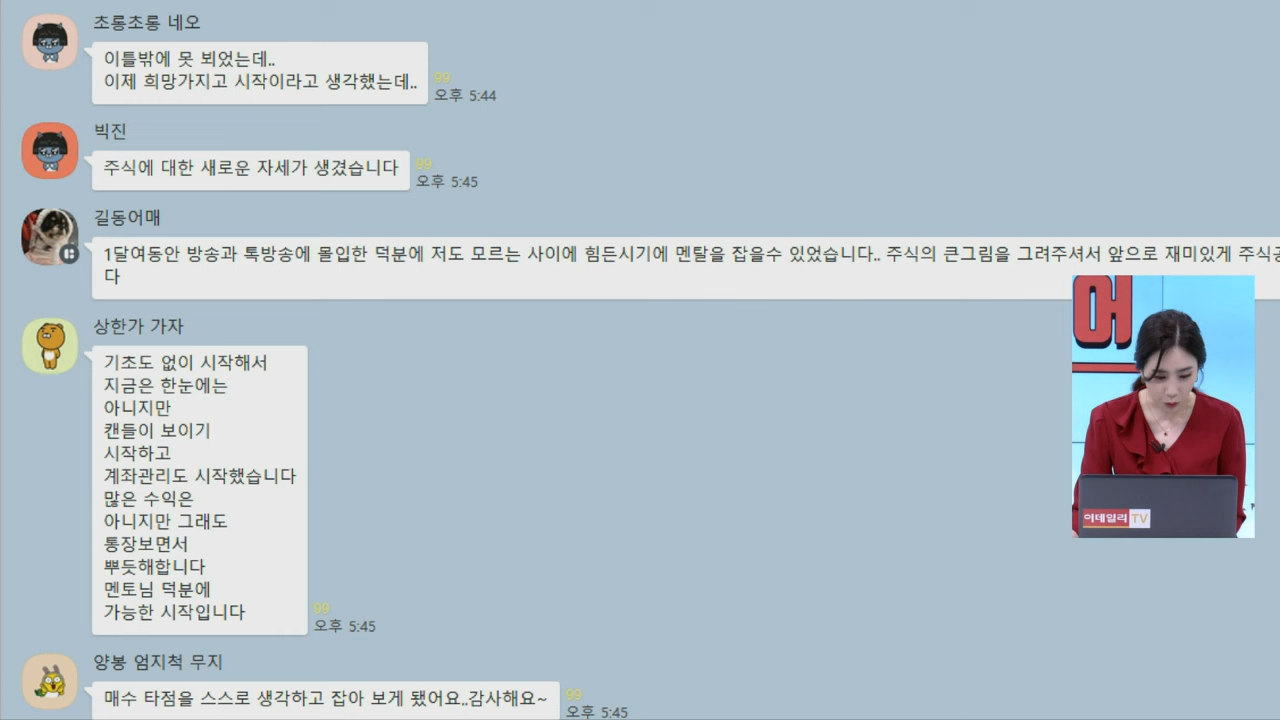 초롱초롱 네오
이틀밖에 못 뵈었는데..
이제 희망가지고 시작이라고 생각했는데..
99
오후 5:44
빅진
주식에 대한 새로운 자세가 생겼습니다
99
오후 5:45
길동어매
1달여동안 방송과 톡방송에 몰입한 덕분에 저도 모르는 사이에 힘든시기에 멘탈을 잡을수 있었습니다.. 주식의 큰그림을 그려주셔서 앞으로 재미있게
다
어
상한가 가자
기초도 없이 시작해서
지금은 한눈에는
아니지만
캔들이 보이기
시작하고
계좌관리도 시작했습니다
많은 수익은
아니지만 그래도
통장보면서
뿌듯해합니다
멘토님 덕분에
가능한 시작입니다
99
오후 5:45
이데일리 TV
양봉 엄지척 무지
매수 타점을 스스로 생각하고 잡아 보게 됐어요..감사해요~
99
오후 5:45